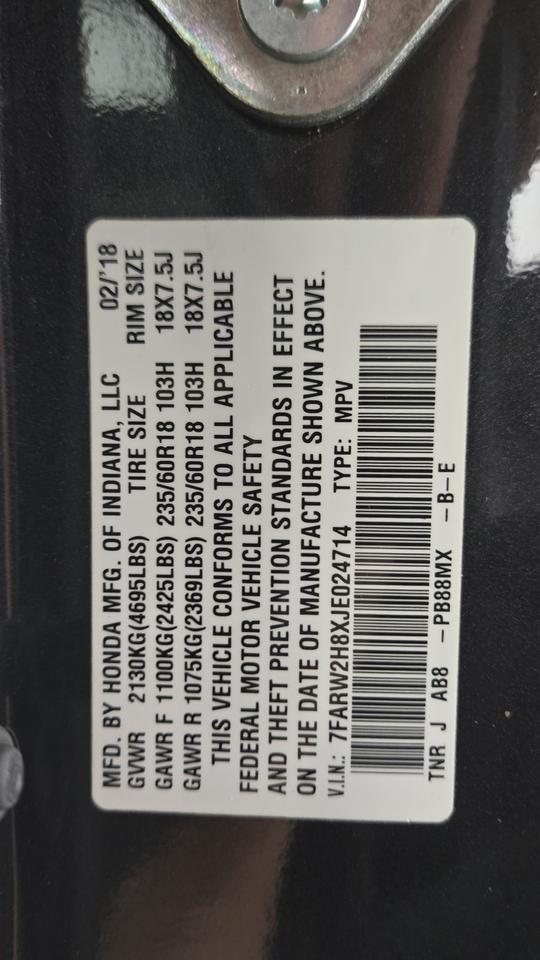 MFD. BY HONDA MFG. OF INDIANA, LLC 02/'18
GVWR 2130KG(4695LBS) TIRE SIZE RIM SIZE
GAWR F 1100KG(2425LBS) 235/60R18 103H 18X7.5J
GAWR R 1075KG(2369LBS) 235/60R18 103H 18X7.5J
THIS VEHICLE CONFORMS TO ALL APPLICABLE
FEDERAL MOTOR VEHICLE SAFETY
AND THEFT PREVENTION STANDARDS IN EFFECT
ON THE DATE OF MANUFACTURE SHOWN ABOVE.
V.I.N.: 7FARW2H8XJE024714 TYPE: MPV
TNR J AB8 -PB88MX -B-E